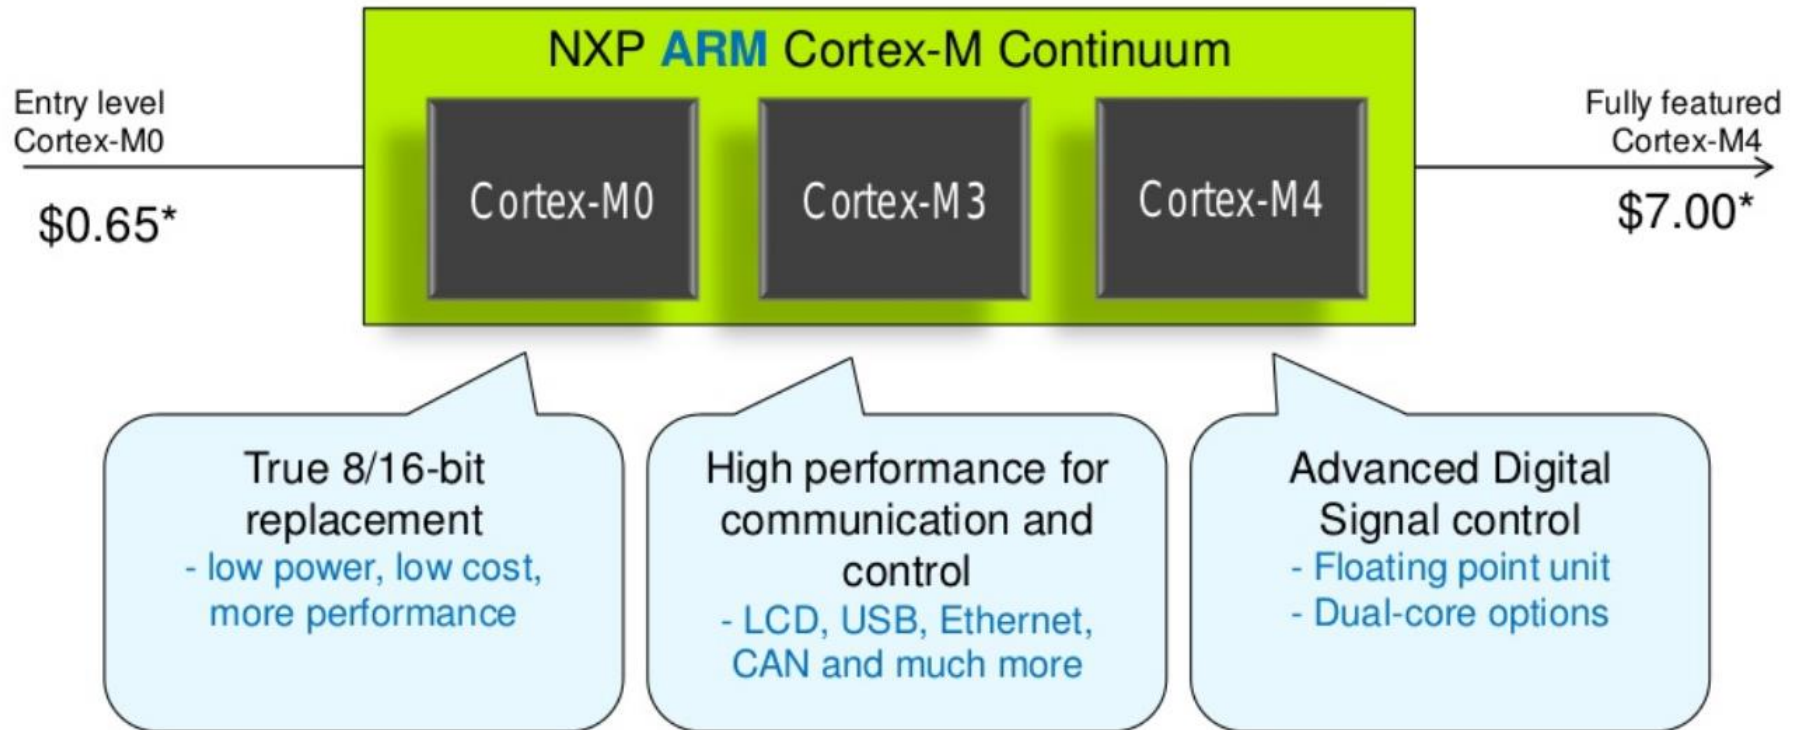 NXP ARM Cortex-M Continuum
Entry level
Cortex-M0
$0.65*
Cortex-M0
Cortex-M3
Cortex-M4
Fully featured
Cortex-M4
$7.00*
True 8/16-bit
replacement
- low power, low cost,
more performance
High performance for
communication and
control
- LCD, USB, Ethernet,
CAN and much more
Advanced Digital
Signal control
- Floating point unit
- Dual-core options